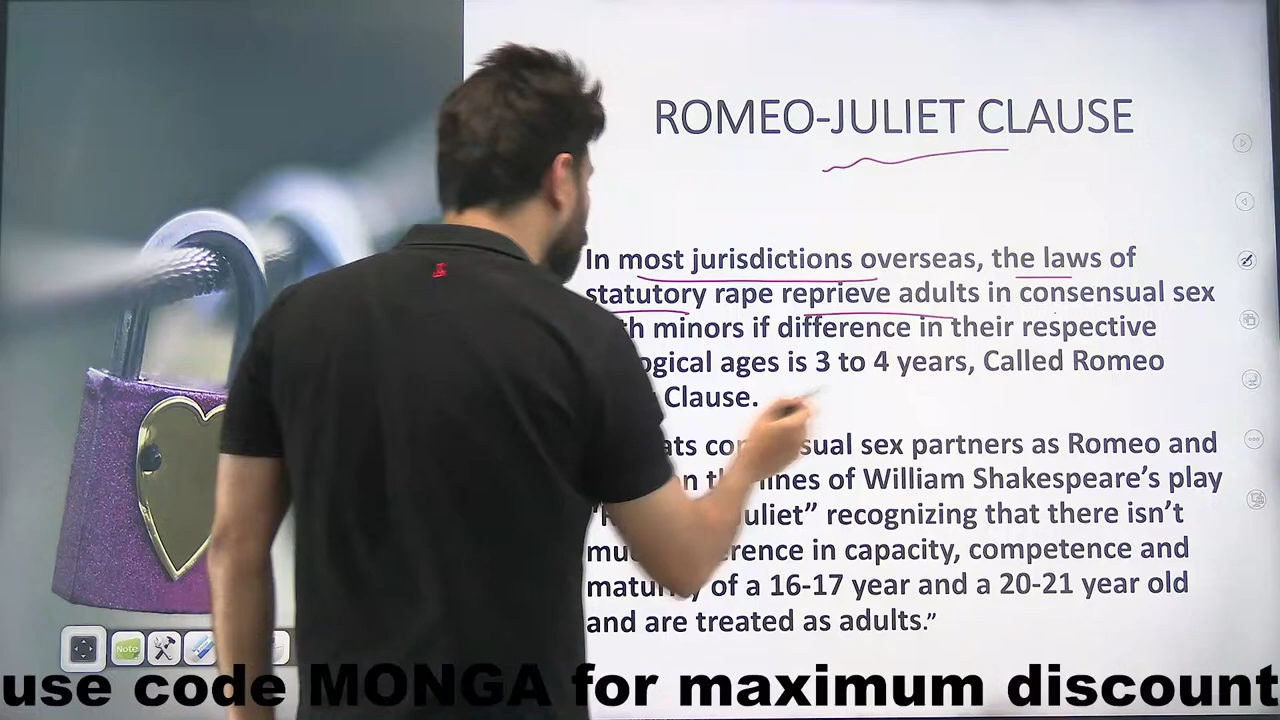 ROMEO-JULIET CLAUSE
In most jurisdictions overseas, the laws of
statutory rape reprieve adults in consensual sex
minors if difference in their respective
ages is 3 to 4 years, Called Romeo
Clause.
sex partners as Romeo and
lines of William Shakespeare’s play
recognizing that there isn’t
in capacity, competence and
of a 16-17 year and a 20-21 year old
and are treated as adults.”
Note
use code MONGA for maximum discount